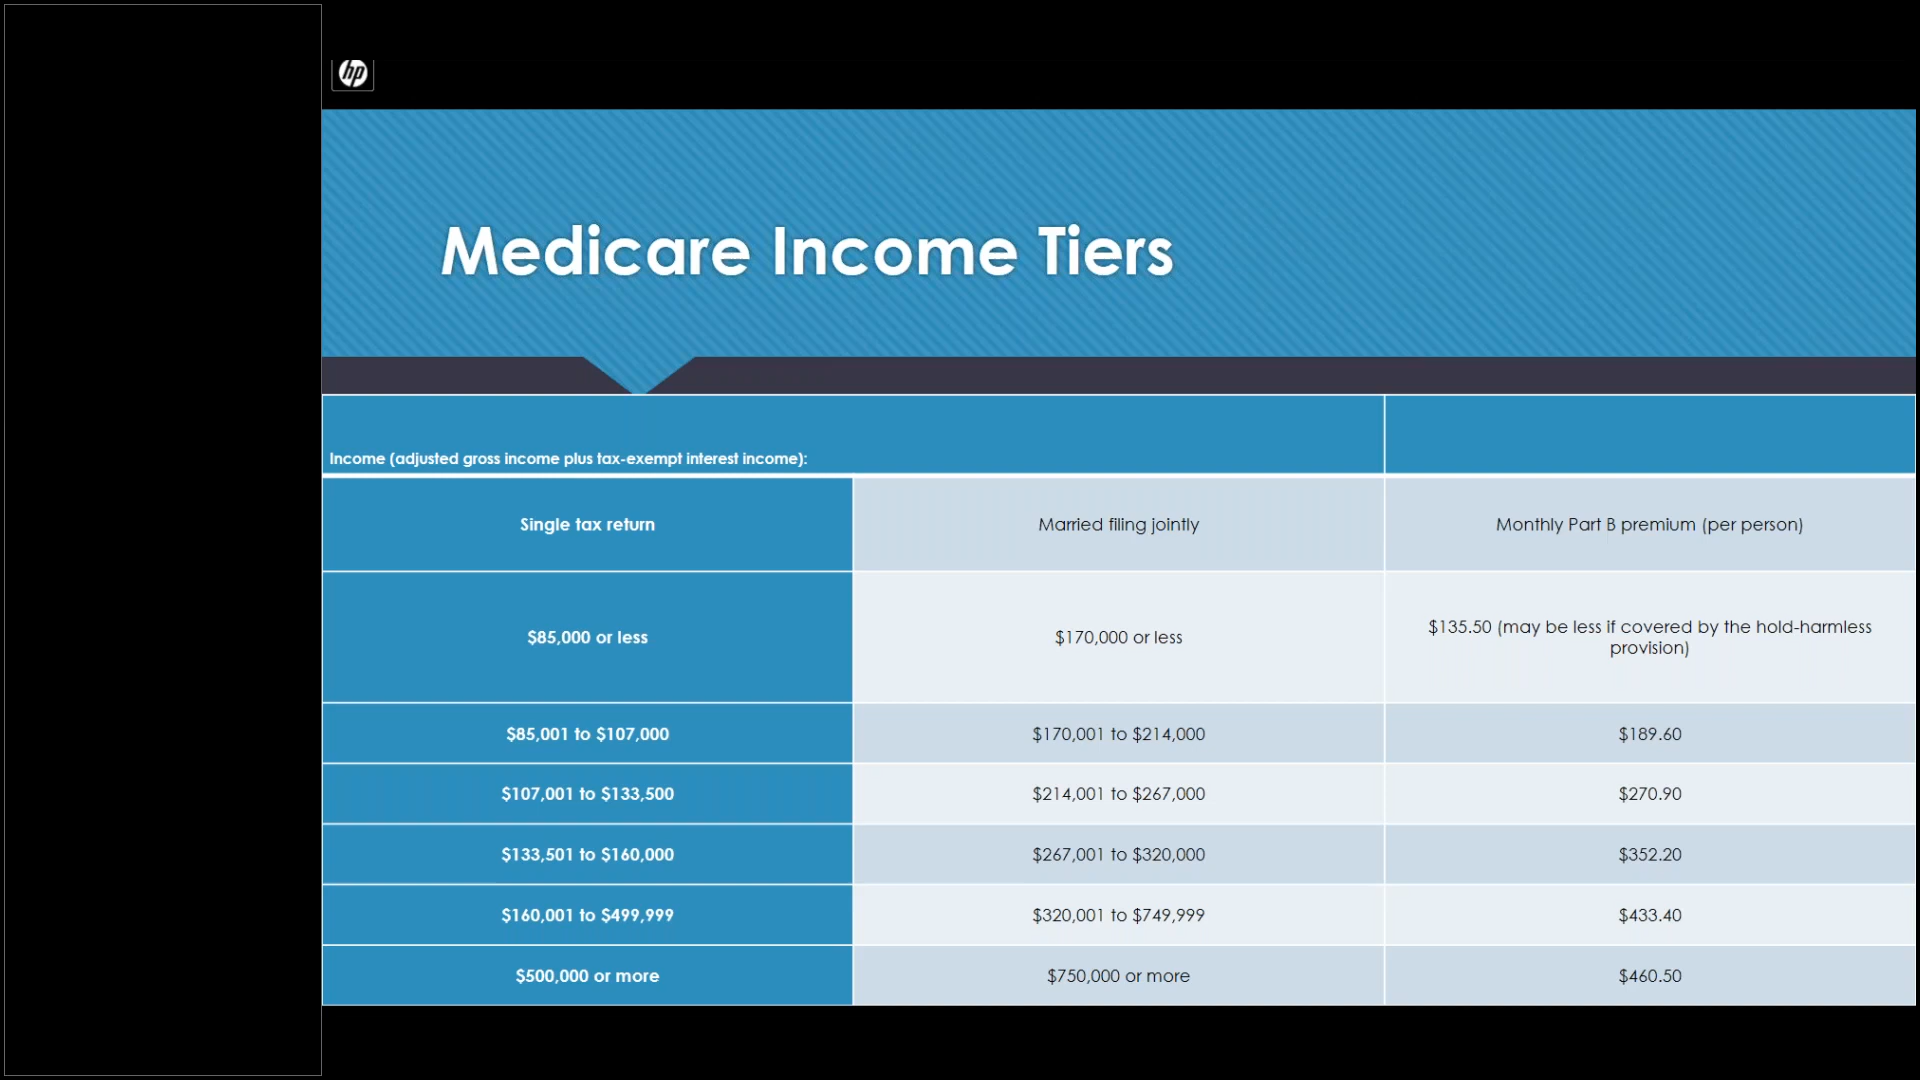 hp
Medicare Income Tiers
Income (adjusted gross income plus tax-exempt interest income):
Single tax return
Married filing jointly
Monthly Part B premium (per person)
$85,000 or less
$170,000 or less
$135.50 (may be less if covered by the hold-harmless
provision)
$85,001 to $107,000
$170,001 to $214,000
$189.60
$107,001 to $133,500
$214,001 to $267,000
$270.90
$133,501 to $160,000
$267,001 to $320,000
$352.20
$160,001 to $499,999
$320,001 to $749,999
$433.40
$500,000 or more
$750,000 or more
$460.50